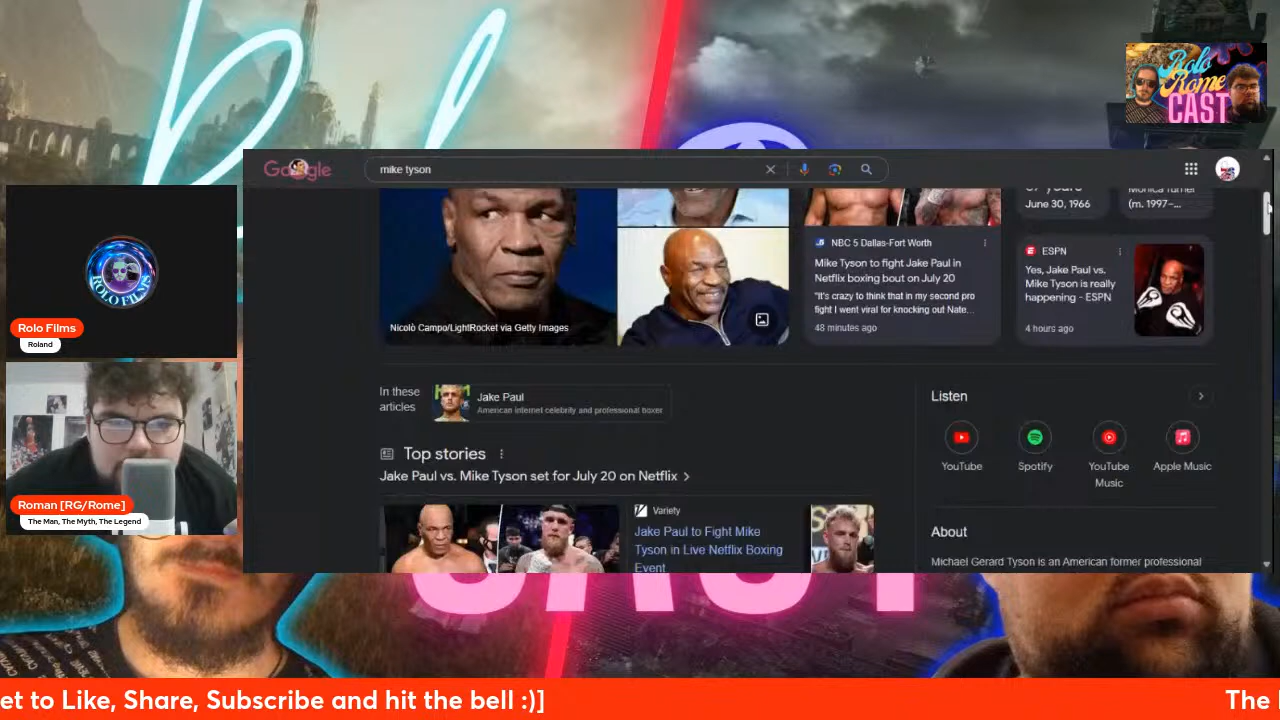 Rolo
Rome
CAST
Google
mike tyson
June 30, 1966
(m. 1997–...
NBC 5 Dallas-Fort Worth
Mike Tyson to fight Jake Paul in
Netflix boxing bout on July 20
"It's crazy to think that in my second pro
fight I went viral for knocking out Nate...
48 minutes ago
ESPN
Yes, Jake Paul vs.
Mike Tyson is really
happening - ESPN
4 hours ago
Nicolò Campo/LightRocket via Getty Images
ROLO FILMS
Rolo Films
Roland
In these
articles
Jake Paul
American internet celebrity and professional boxer
Top stories
Jake Paul vs. Mike Tyson set for July 20 on Netflix
Variety
Jake Paul to Fight Mike
Tyson in Live Netflix Boxing
Event
Listen
YouTube
Spotify
YouTube
Music
Apple Music
About
Michael Gerard Tyson is an American former professional
Roman [RG/Rome]
The Man, The Myth, The Legend
et to Like, Share, Subscribe and hit the bell :)]
The